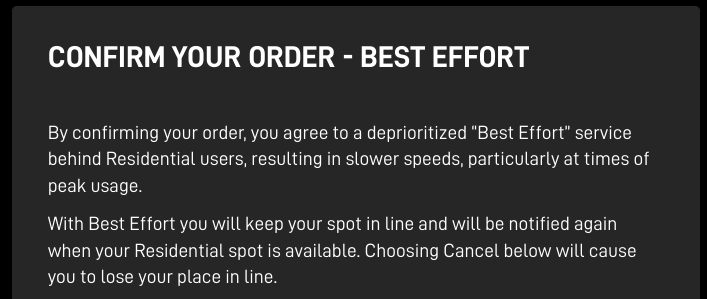 CONFIRM YOUR ORDER - BEST EFFORT
By confirming your order, you agree to a deprioritized "Best Effort" service
behind Residential users, resulting in slower speeds, particularly at times of
peak usage.
With Best Effort you will keep your spot in line and will be notified again
when your Residential spot is available. Choosing Cancel below will cause
you to lose your place in line.